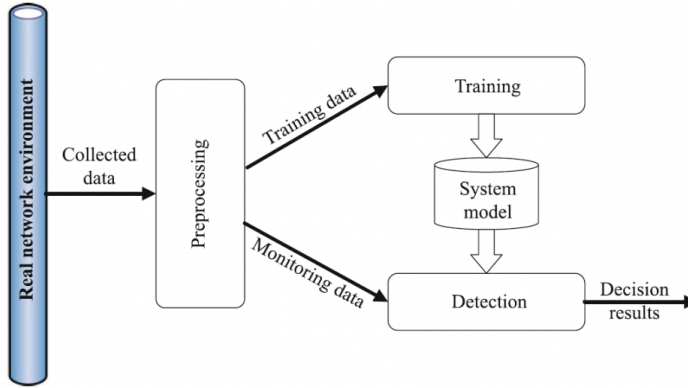 Real network environment
Collected
data
Preprocessing
Training data
Monitoring data
Training
System
model
Detection
Decision
results